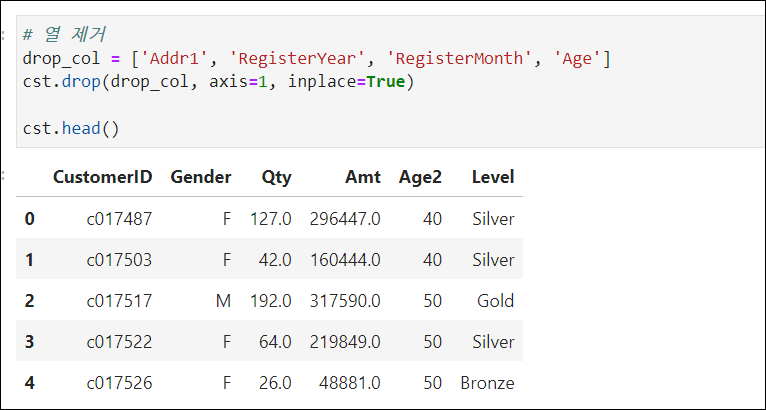 # 열 제거
drop_col = ['Addr1', 'RegisterYear', 'RegisterMonth', 'Age']
cst.drop(drop_col, axis=1, inplace=True)
cst.head()
CustomerID Gender Qty Amt Age2 Level
0 c017487 F 127.0 296447.0 40 Silver
1 c017503 F 42.0 160444.0 40 Silver
2 c017517 M 192.0 317590.0 50 Gold
3 c017522 F 64.0 219849.0 50 Silver
4 c017526 F 26.0 48881.0 50 Bronze